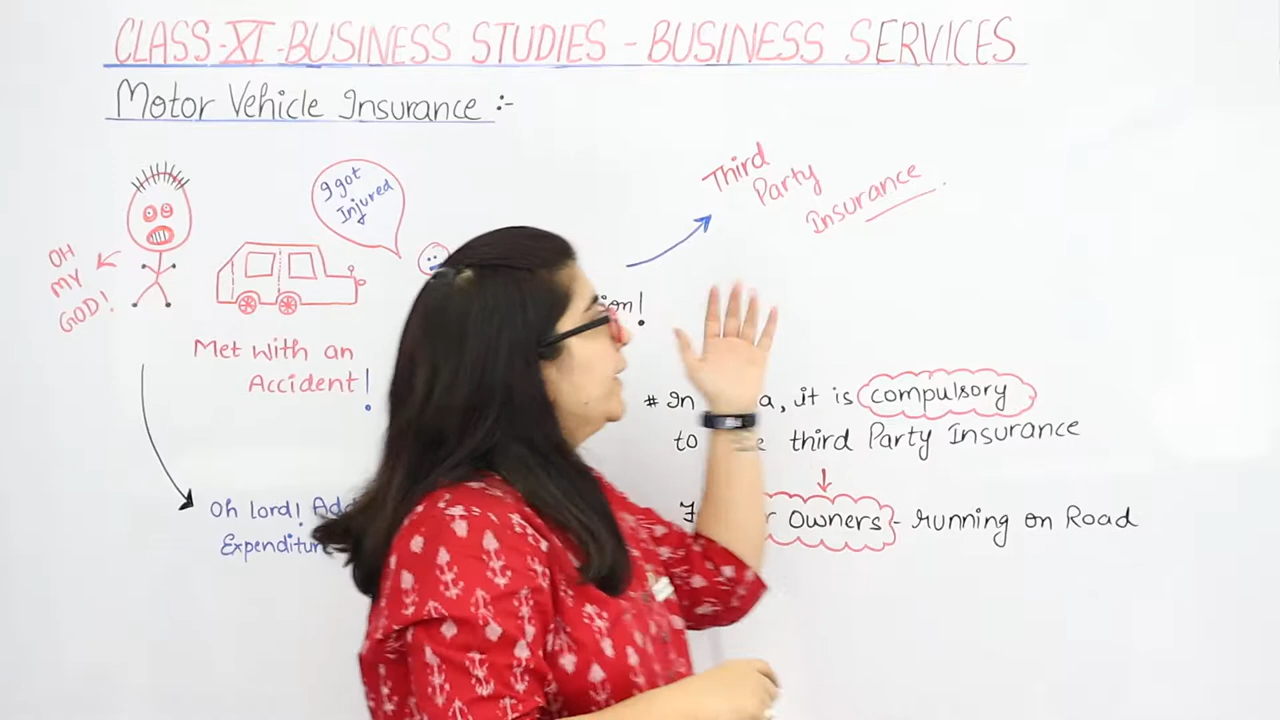 CLASS-XI-BUSINESS STUDIES - BUSINESS SERVICES
Motor Vehicle Insurance :-
I got
Injured
Third
Party
Insurance
OH
MY
GOD!
Met with an
Accident!
# In it is compulsory
to third Party Insurance
Owners - running on Road
Oh lord!